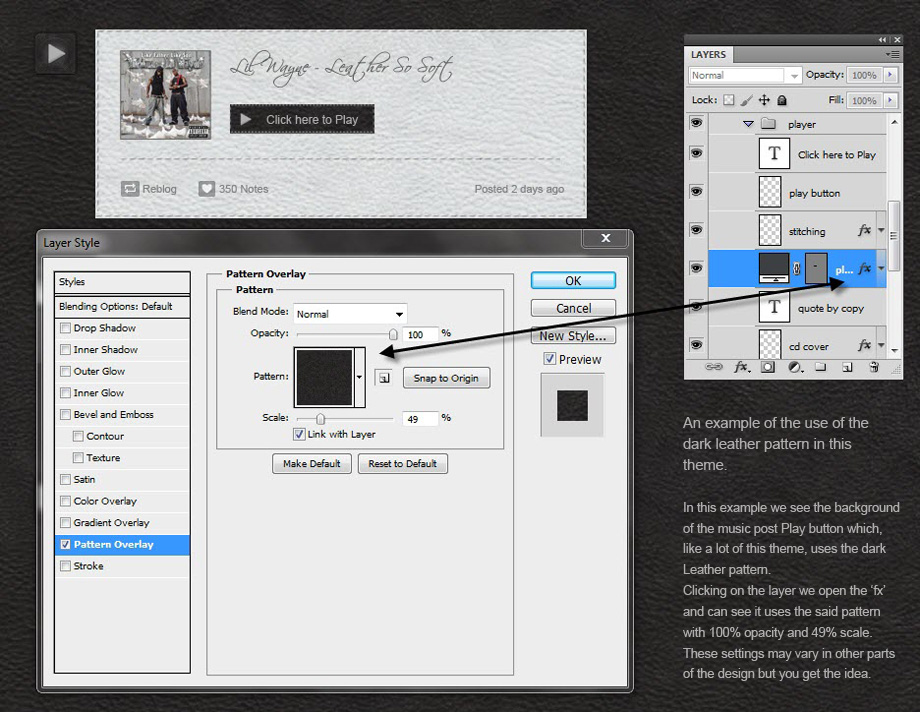 Lil Wayne - Leather So Soft
Click here to Play
Reblog
350 Notes
Posted 2 days ago
LAYERS
Normal
Opacity: 100%
Lock:
Fill: 100%
player
T Click here to Play
play button
stitching fx
pl... fx
T quote by copy
cd cover fx
fx
Layer Style
X
Styles
Blending Options: Default
Drop Shadow
Inner Shadow
Outer Glow
Inner Glow
Bevel and Emboss
Contour
Texture
Satin
Color Overlay
Gradient Overlay
Pattern Overlay
Stroke
Pattern Overlay
Pattern
Blend Mode: Normal
Opacity: 100 %
Pattern:
Snap to Origin
Scale: 49 %
Link with Layer
Make Default
Reset to Default
OK
Cancel
New Style...
Preview
An example of the use of the
dark leather pattern in this
theme.
In this example we see the background
of the music post Play button which,
like a lot of this theme, uses the dark
Leather pattern.
Clicking on the layer we open the ‘fx’
and can see it uses the said pattern
with 100% opacity and 49% scale.
These settings may vary in other parts
of the design but you get the idea.